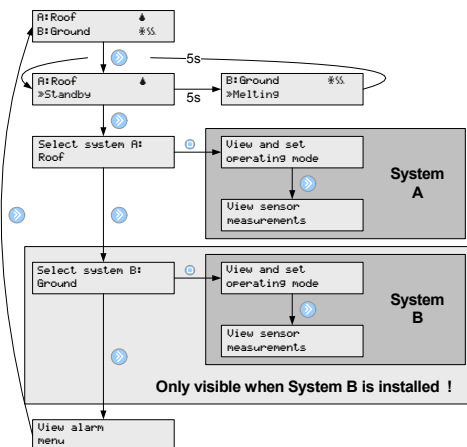 A:Roof
B:Ground
5s
A:Roof
»Standby
5s
B:Ground
»Melting
Select system A:
Roof
View and set
operating mode
System
A
View sensor
measurements
Select system B:
Ground
View and set
operating mode
System
B
View sensor
measurements
Only visible when System B is installed !
View alarm
menu